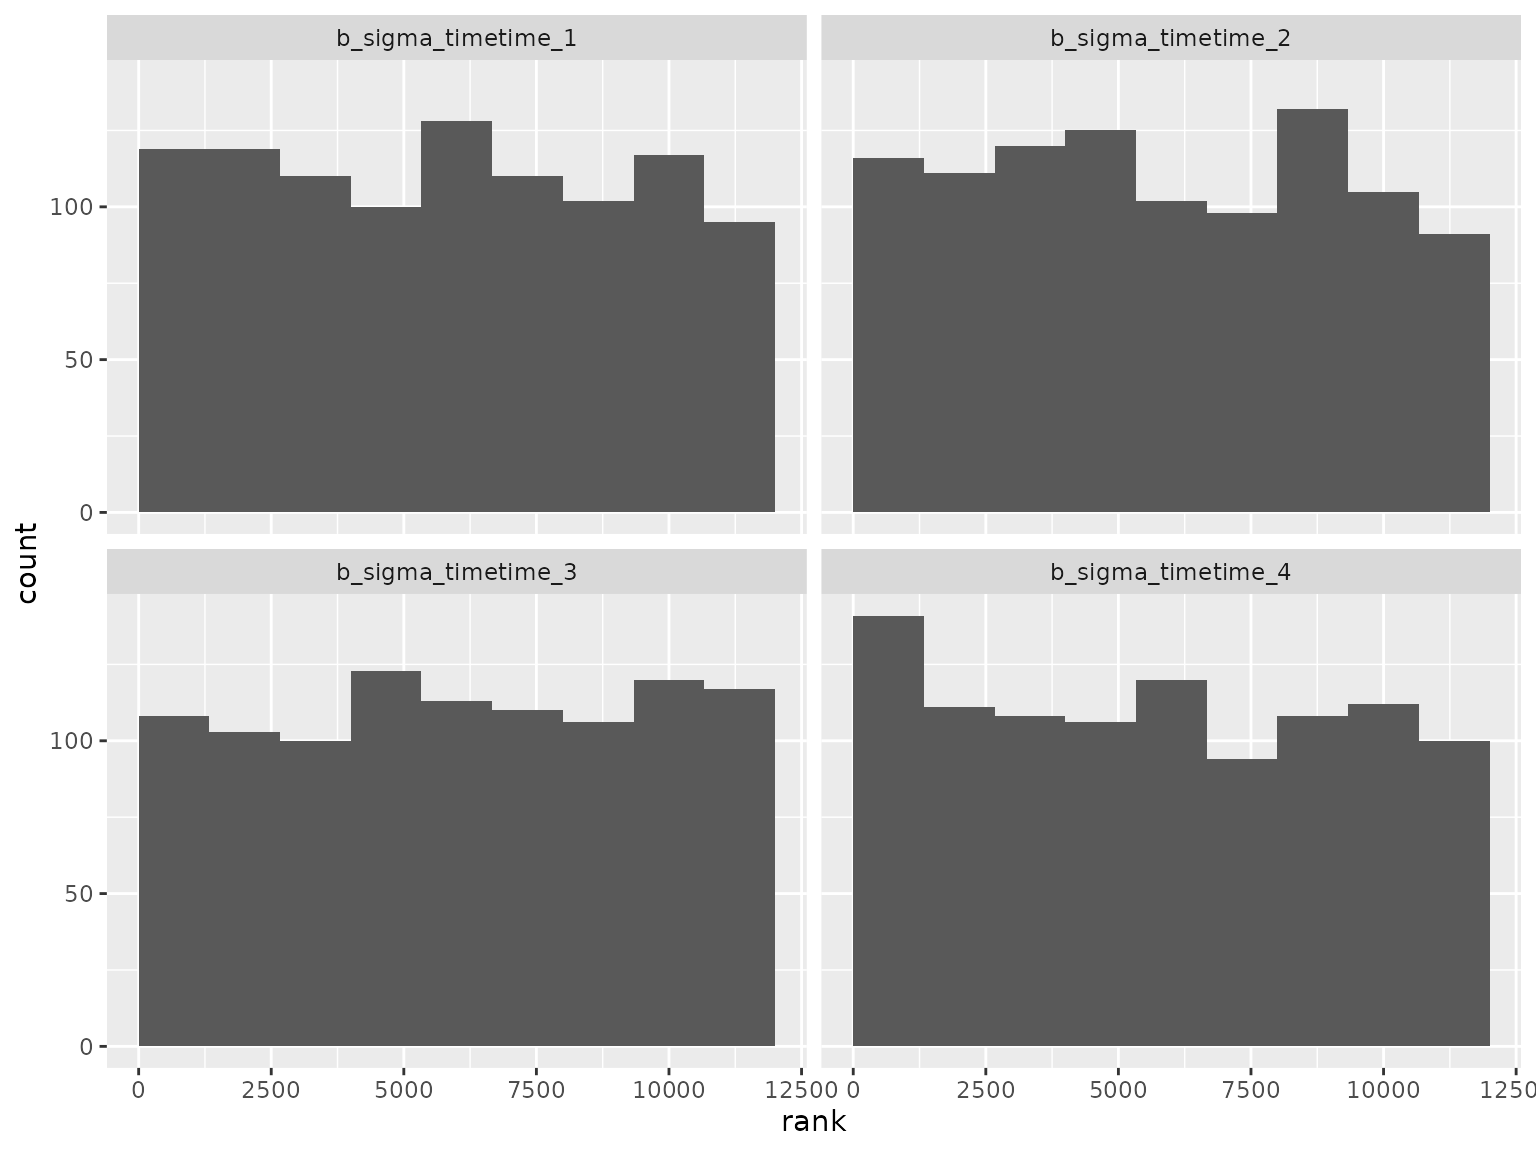 b_sigma_timetime_1
b_sigma_timetime_2
100
50
0
b_sigma_timetime_3
b_sigma_timetime_4
100
50
0
0 2500 5000 7500 10000 12500 0 2500 5000 7500 10000 1250
rank
count